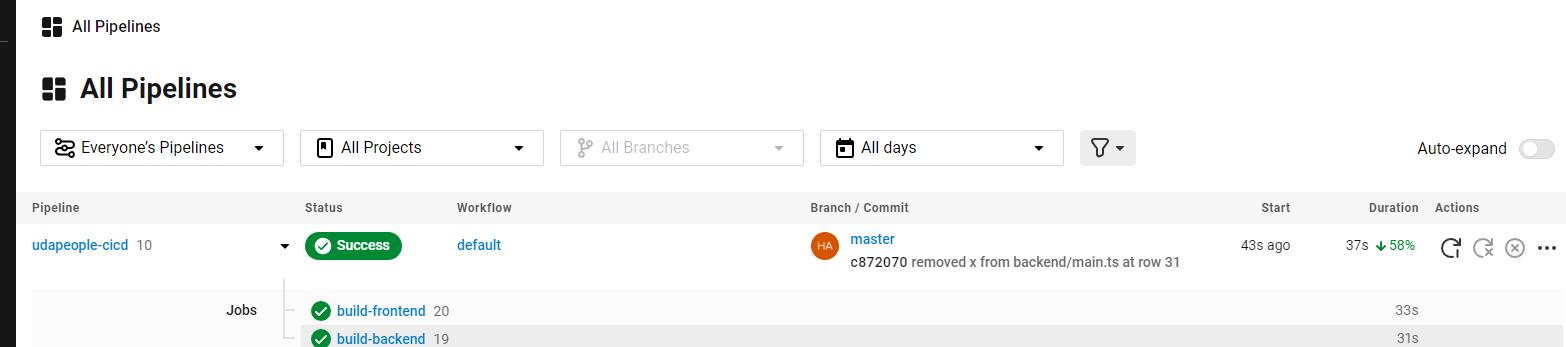 All Pipelines
All Pipelines
Everyone's Pipelines All Projects All Branches All days Auto-expand
Pipeline Status Workflow Branch / Commit Start Duration Actions
udapeople-cicd 10 Success default HA master 43s ago 37s 58%
c872070 removed x from backend/main.ts at row 31
Jobs build-frontend 20 33s
build-backend 19 31s